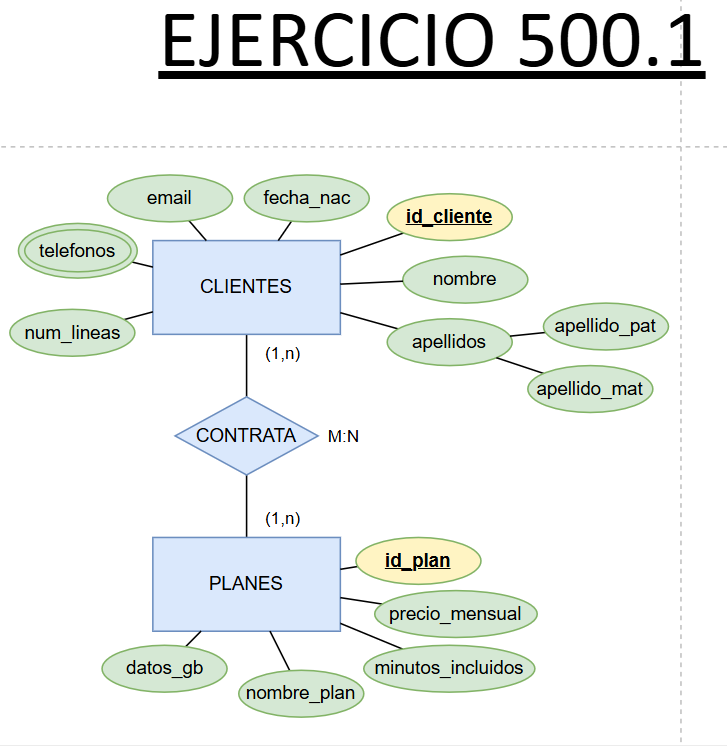 EJERCICIO 500.1
email
fecha_nac
id_cliente
telefonos
CLIENTES
nombre
num_lineas
apellidos
apellido_pat
apellido_mat
(1,n)
CONTRATA
M:N
(1,n)
PLANES
id_plan
precio_mensual
datos_gb
minutos_incluidos
nombre_plan